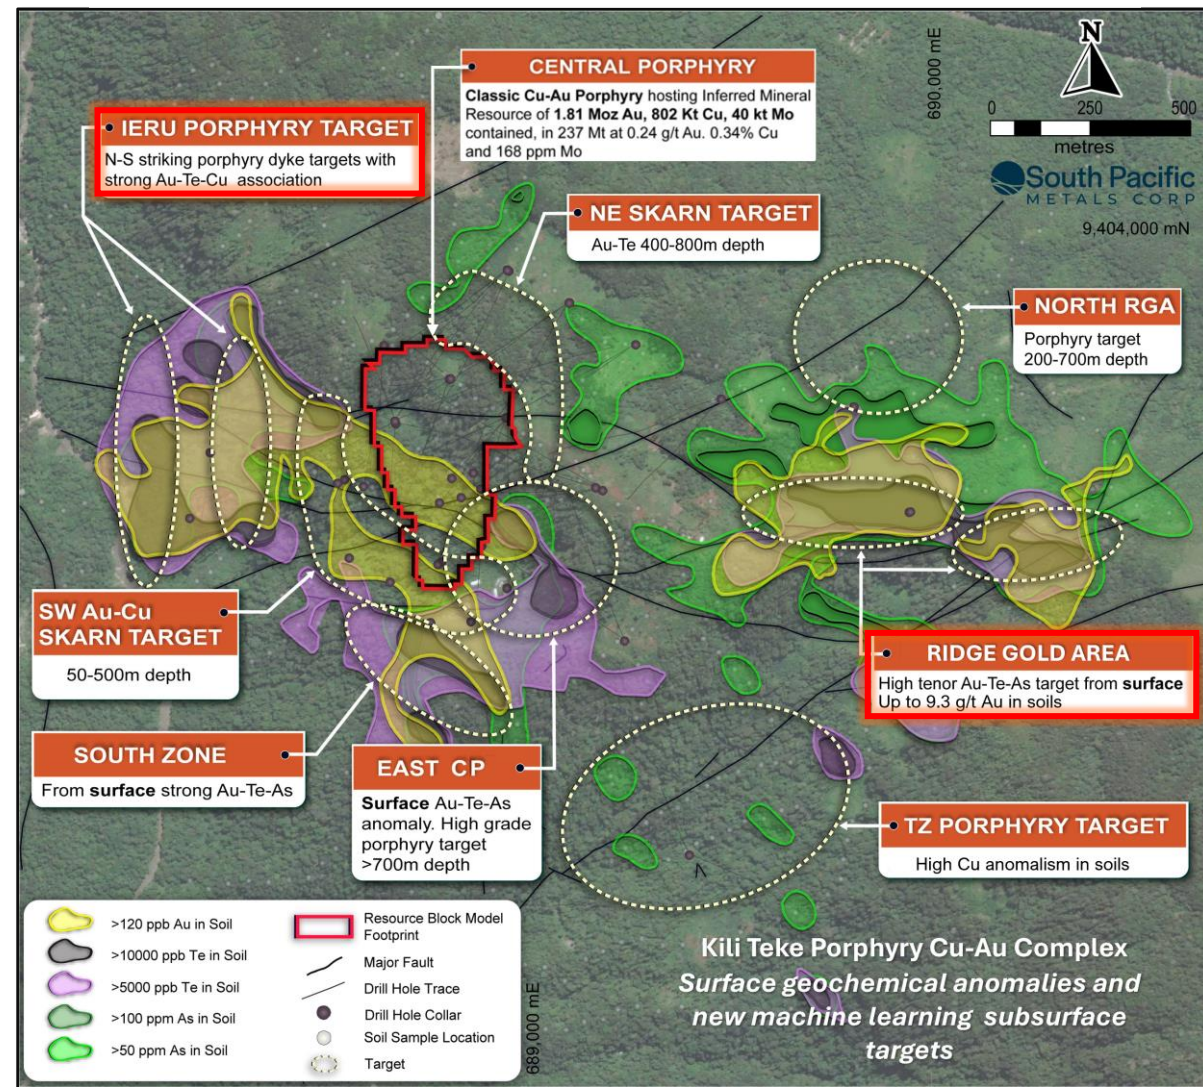 CENTRAL PORPHYRY
Classic Cu-Au Porphyry hosting Inferred Mineral
Resource of 1.81 Moz Au, 802 Kt Cu, 40 kt Mo
contained, in 237 Mt at 0.24 g/t Au. 0.34% Cu
and 168 ppm Mo
IERU PORPHYRY TARGET
N-S striking porphyry dyke targets with
strong Au-Te-Cu association
690,000 mE
N
0
250
500
metres
South Pacific
METALS CORP
9,404,000 mN
NE SKARN TARGET
Au-Te 400-800m depth
NORTH RGA
Porphyry target
200-700m depth
SW Au-Cu
SKARN TARGET
50-500m depth
RIDGE GOLD AREA
High tenor Au-Te-As target from surface
Up to 9.3 g/t Au in soils
SOUTH ZONE
From surface strong Au-Te-As
EAST CP
Surface Au-Te-As
anomaly. High grade
porphyry target
>700m depth
TZ PORPHYRY TARGET
High Cu anomalism in soils
>120 ppb Au in Soil
>10000 ppb Te in Soil
>5000 ppb Te in Soil
>100 ppm As in Soil
>50 ppm As in Soil
Resource Block Model
Footprint
Major Fault
Drill Hole Trace
Drill Hole Collar
Soil Sample Location
Target
689,000 mE
Kili Teke Porphyry Cu-Au Complex
Surface geochemical anomalies and
new machine learning subsurface
targets